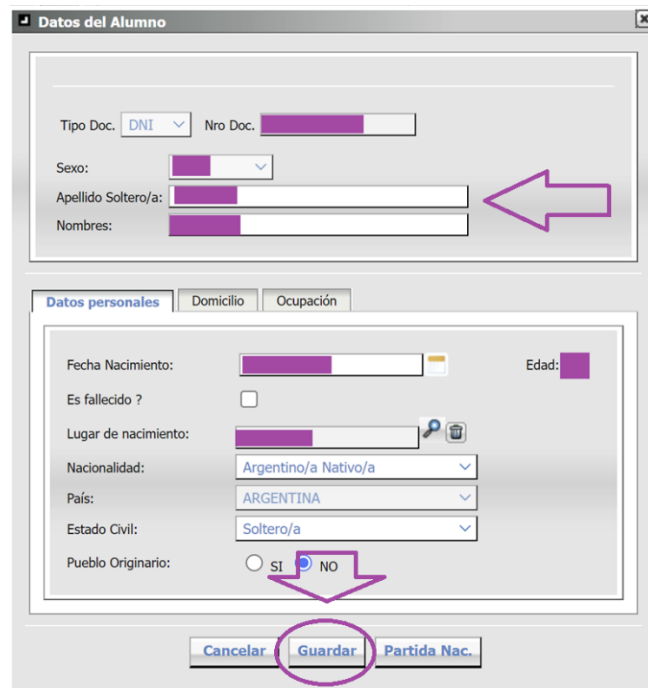 Datos del Alumno
Tipo Doc. DNI Nro Doc.
Sexo:
Apellido Soltero/a:
Nombres:
Datos personales Domicilio Ocupación
Fecha Nacimiento: Edad:
Es fallecido ?
Lugar de nacimiento:
Nacionalidad: Argentino/a Nativo/a
País: ARGENTINA
Estado Civil: Soltero/a
Pueblo Originario: SI NO
Cancelar Guardar Partida Nac.